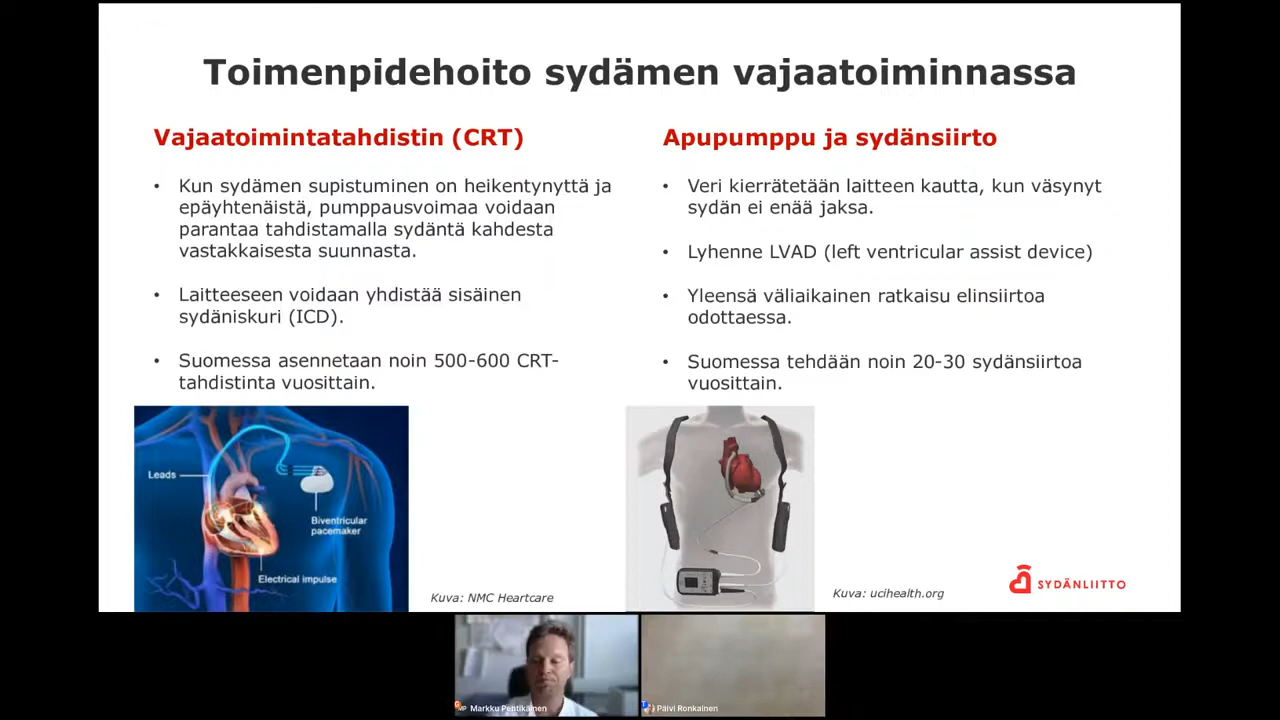 Toimenpidehoito sydämen vajaatoiminnassa
Vajaatoimintatahdistin (CRT)
• Kun sydämen supistuminen on heikentynyttä ja
epäyhtenäistä, pumppausvoimaa voidaan
parantaa tahdistamalla sydäntä kahdesta
vastakkaisesta suunnasta.
• Laitteeseen voidaan yhdistää sisäinen
sydäniskuri (ICD).
• Suomessa asennetaan noin 500-600 CRT-
tahdistinta vuosittain.
Leads
Biventricular
pacemaker
Electrical impulse
Kuva: NMC Heartcare
Apupumppu ja sydänsiirto
• Veri kierrätetään laitteen kautta, kun väsynyt
sydän ei enää jaksa.
• Lyhenne LVAD (left ventricular assist device)
• Yleensä väliaikainen ratkaisu elinsiirtoa
odottaessa.
• Suomessa tehdään noin 20-30 sydänsiirtoa
vuosittain.
Kuva: ucihealth.org
SYDÄNLIITTO
Markku Pentikäinen
Päivi Ronkainen